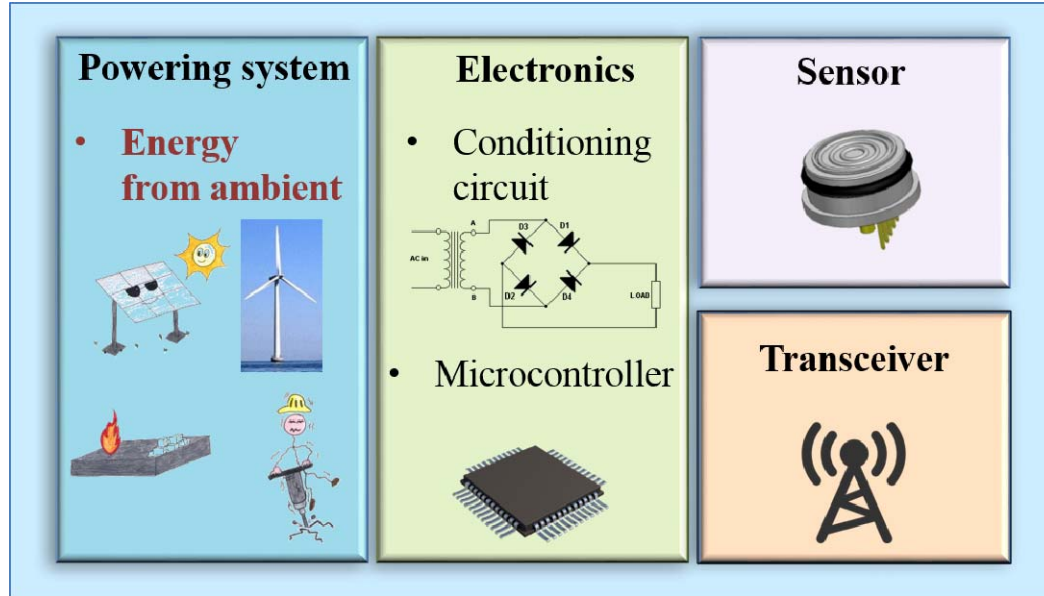 Powering system
• Energy
from ambient
Electronics
• Conditioning
circuit
AC in
A
B
D3
D1
D2
D4
LOAD
• Microcontroller
Sensor
Transceiver